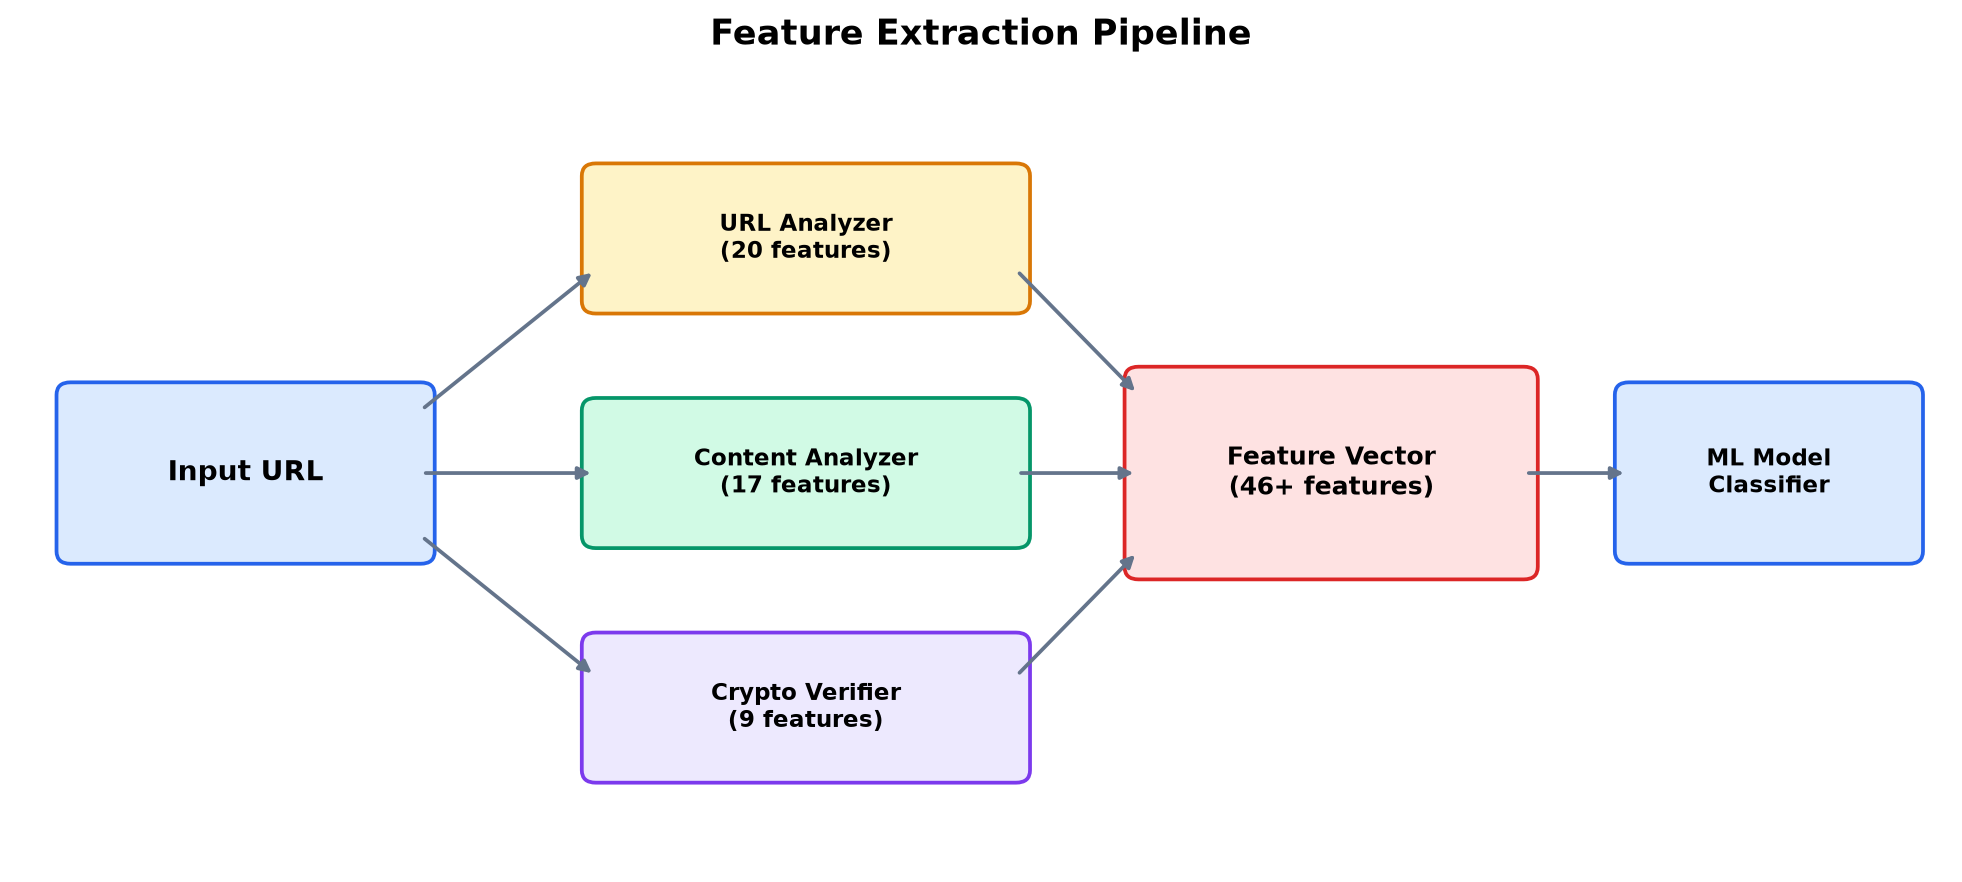 Feature Extraction Pipeline
URL Analyzer
(20 features)
Input URL
Content Analyzer
(17 features)
Feature Vector
(46+ features)
ML Model
Classifier
Crypto Verifier
(9 features)